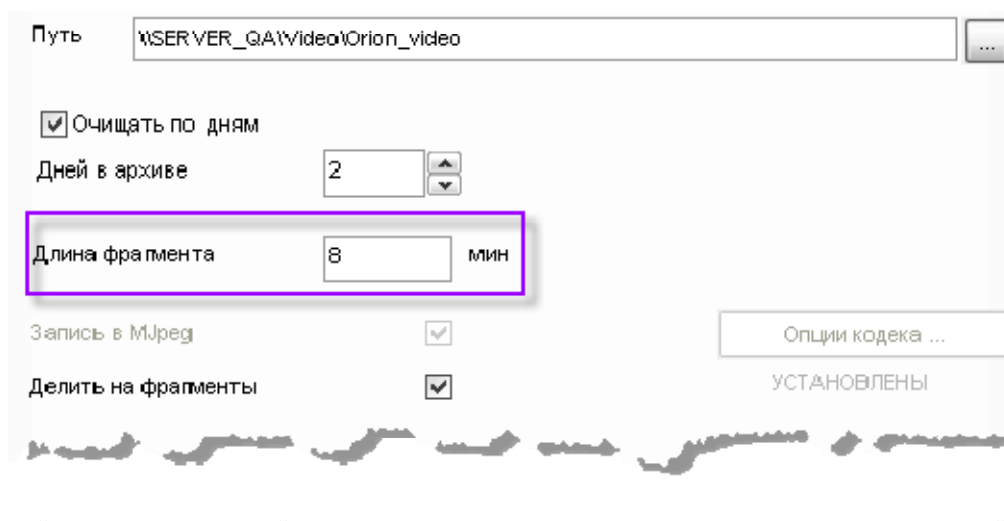 Путь \\SERVER_QA\Video\Orion_video ...
Очищать по дням
Дней в архиве 2
Длина фрагмента 8 мин
Запись в MJpeg Опции кодека ...
Делить на фрагменты УСТАНОВЛЕНЫ